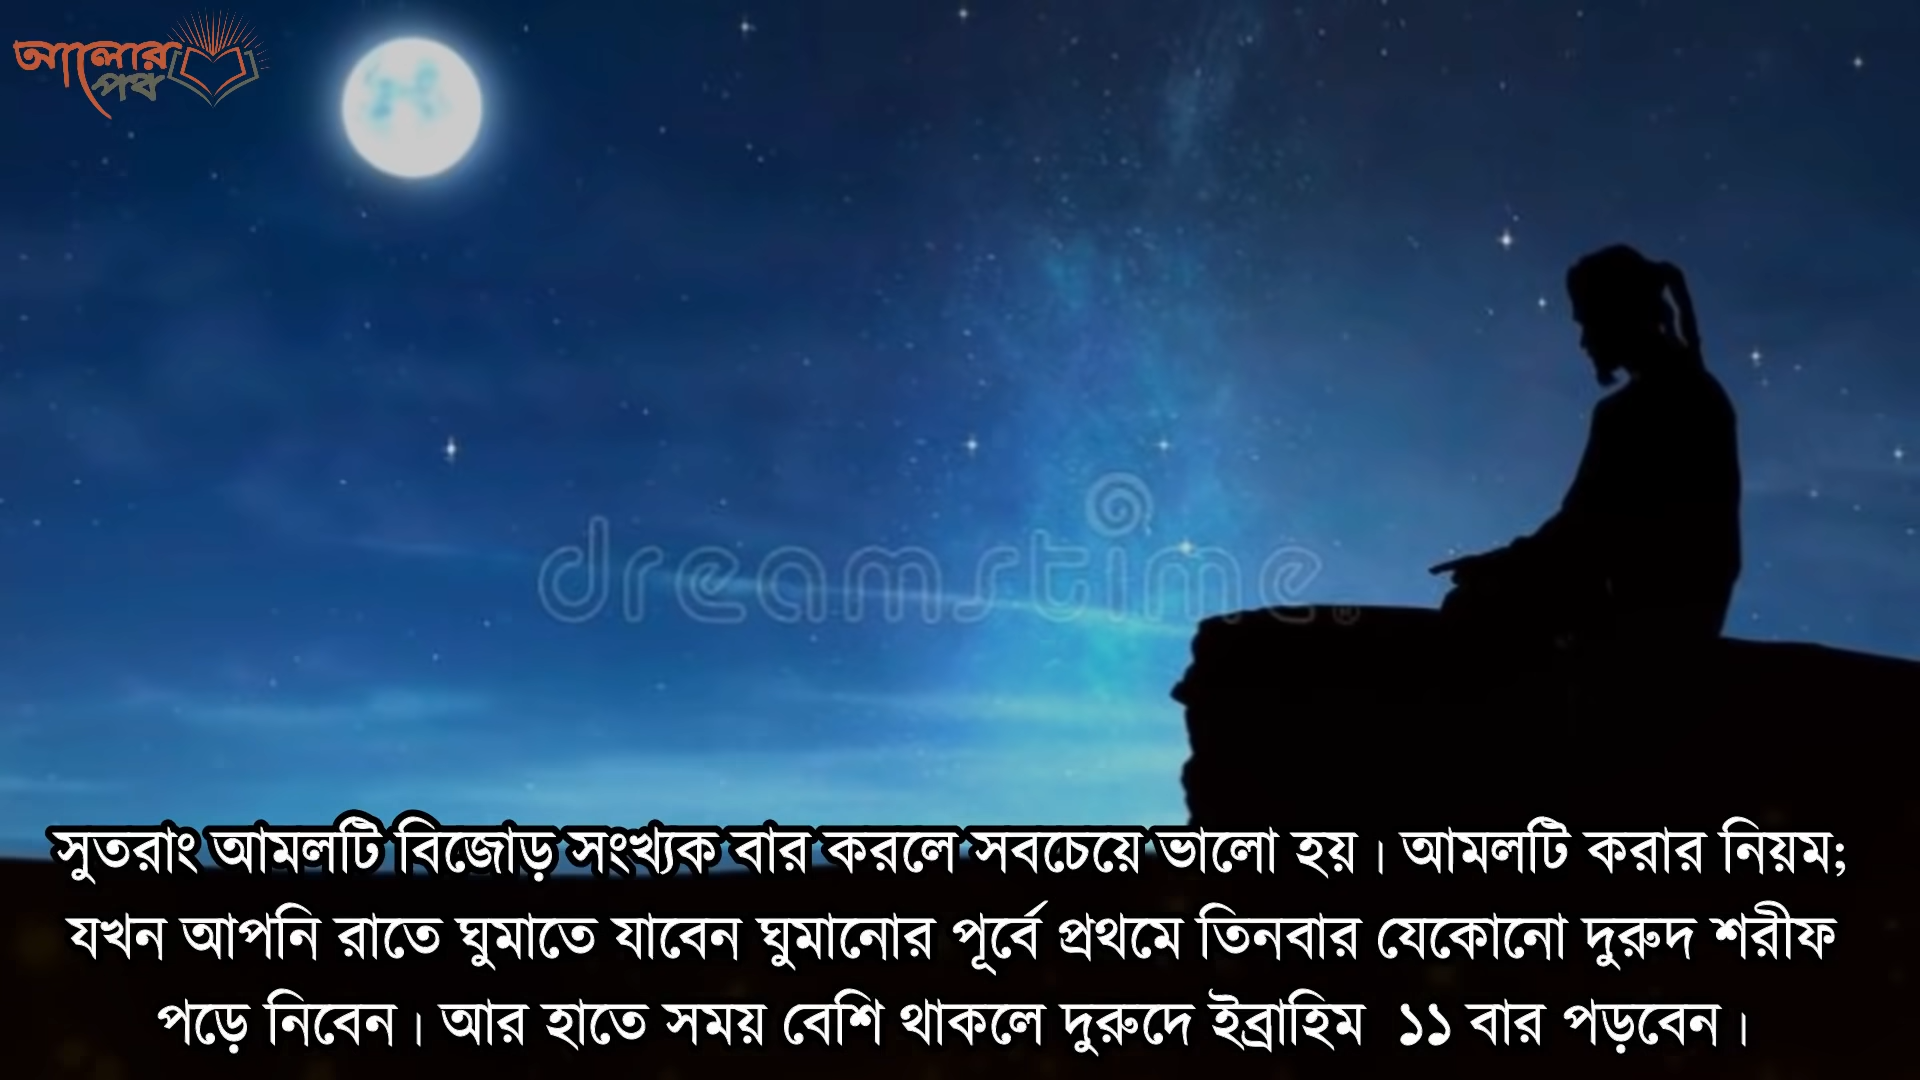 আলোর
পথ
dreamstime®
সুতরাং আমলটি বিজোড় সংখ্যক বার করলে সবচেয়ে ভালো হয়। আমলটি করার নিয়ম;
যখন আপনি রাতে ঘুমাতে যাবেন ঘুমানোর পূর্বে প্রথমে তিনবার যেকোনো দুরুদ শরীফ
পড়ে নিবেন। আর হাতে সময় বেশি থাকলে দুরুদে ইব্রাহিম ১১ বার পড়বেন।